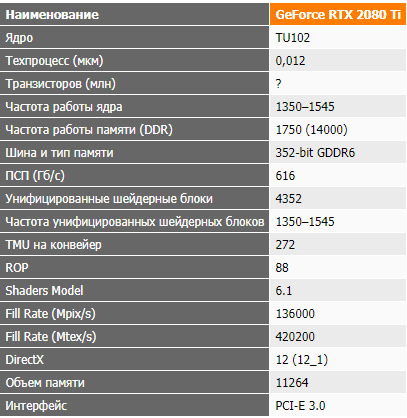 Наименование GeForce RTX 2080 Ti
Ядро TU102
Техпроцесс (мкм) 0,012
Транзисторов (млн) ?
Частота работы ядра 1350–1545
Частота работы памяти (DDR) 1750 (14000)
Шина и тип памяти 352-bit GDDR6
ПСП (Гб/с) 616
Унифицированные шейдерные блоки 4352
Частота унифицированных шейдерных блоков 1350–1545
TMU на конвейер 272
ROP 88
Shaders Model 6.1
Fill Rate (Mpix/s) 136000
Fill Rate (Mtex/s) 420200
DirectX 12 (12_1)
Объем памяти 11264
Интерфейс PCI-E 3.0